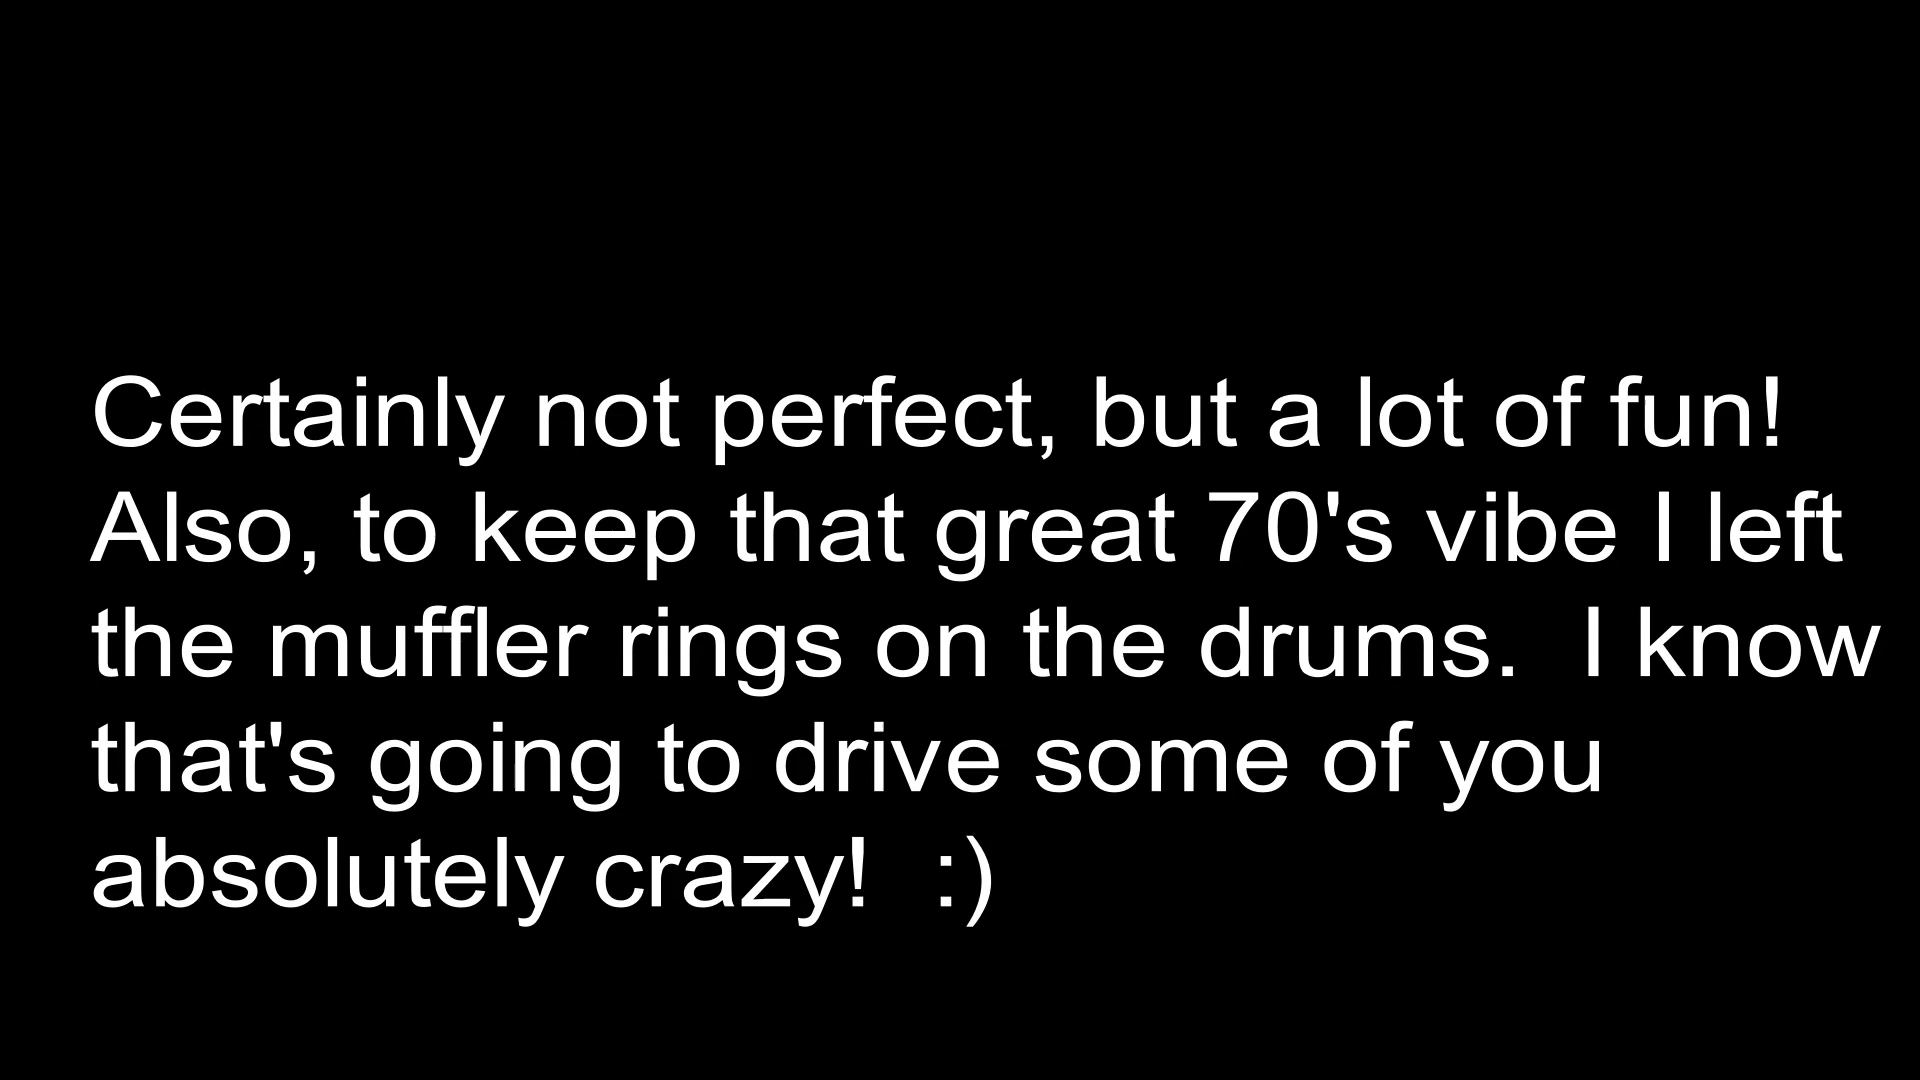 Certainly not perfect, but a lot of fun!
Also, to keep that great 70's vibe I left
the muffler rings on the drums.  I know
that's going to drive some of you
absolutely crazy!  :)